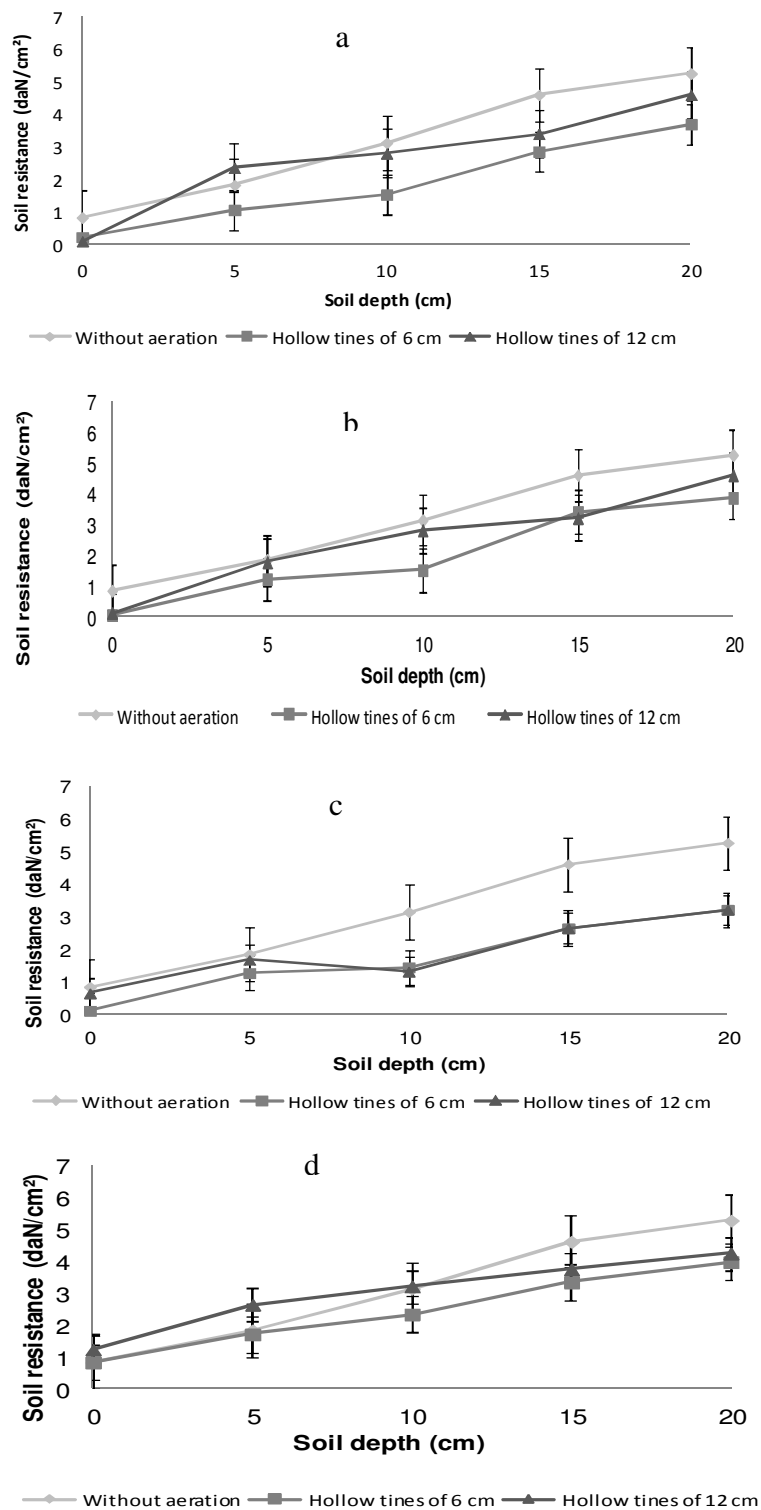 a
Soil resistance (daN/cm²)
7
6
5
4
3
2
1
0
0 5 10 15 20
Soil depth (cm)
Without aeration Hollow tines of 6 cm Hollow tines of 12 cm
b
Soil resistance (daN/cm²)
7
6
5
4
3
2
1
0
0 5 10 15 20
Soil depth (cm)
Without aeration Hollow tines of 6 cm Hollow tines of 12 cm
c
Soil resistance (daN/cm²)
7
6
5
4
3
2
1
0
0 5 10 15 20
Soil depth (cm)
Without aeration Hollow tines of 6 cm Hollow tines of 12 cm
d
Soil resistance (daN/cm²)
7
6
5
4
3
2
1
0
0 5 10 15 20
Soil depth (cm)
Without aeration Hollow tines of 6 cm Hollow tines of 12 cm